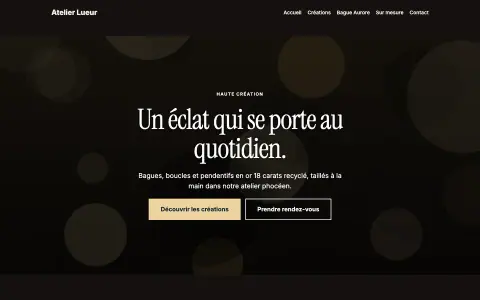 Atelier Lueur
Accueil Créations Bague Aurore Sur mesure Contact
HAUTE CRÉATION
Un éclat qui se porte au
quotidien.
Bagues, boucles et pendentifs en or 18 carats recyclé, taillés à la
main dans notre atelier phocéen.
Découvrir les créations Prendre rendez-vous